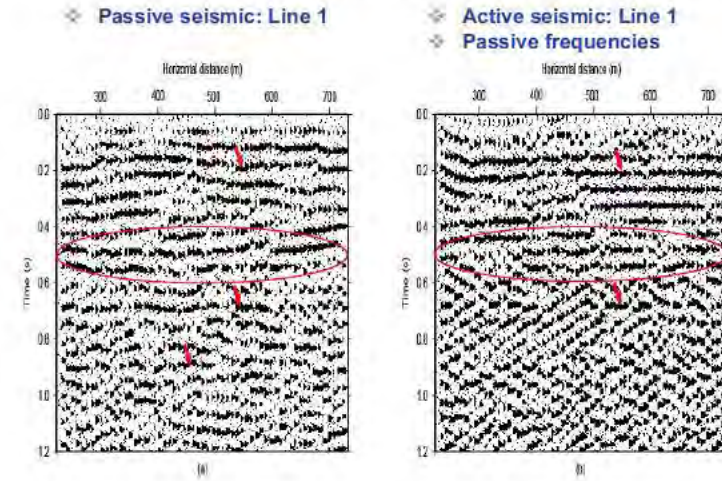 Passive seismic: Line 1
Active seismic: Line 1
Passive frequencies
Horizontal distance (m)
300 400 500 600 700
Time (s)
0.0
0.2
0.4
0.6
0.8
1.0
1.2
(a)
Horizontal distance (m)
300 400 500 600 700
Time (s)
0.0
0.2
0.4
0.6
0.8
1.0
1.2
(b)